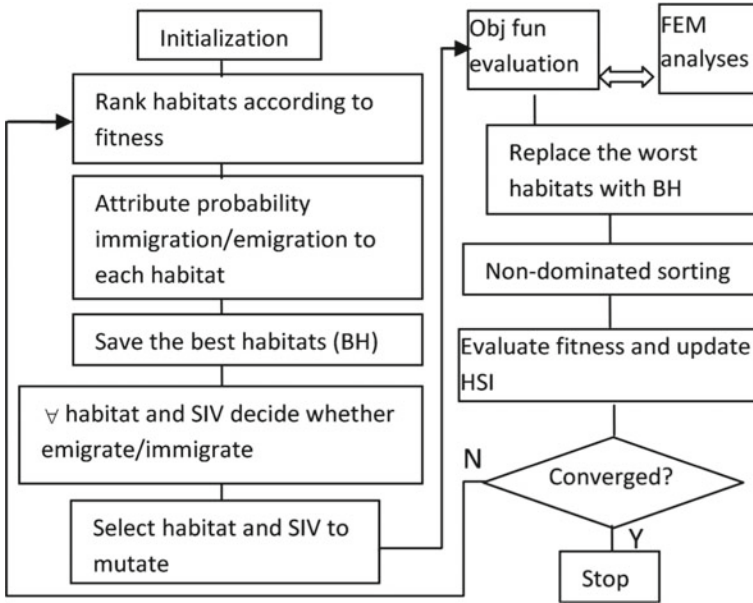 Initialization
Rank habitats according to
fitness
Attribute probability
immigration/emigration to
each habitat
Save the best habitats (BH)
∀ habitat and SIV decide whether
emigrate/immigrate
Select habitat and SIV to
mutate
Obj fun
evaluation
FEM
analyses
Replace the worst
habitats with BH
Non-dominated sorting
Evaluate fitness and update
HSI
Converged?
N
Y
Stop